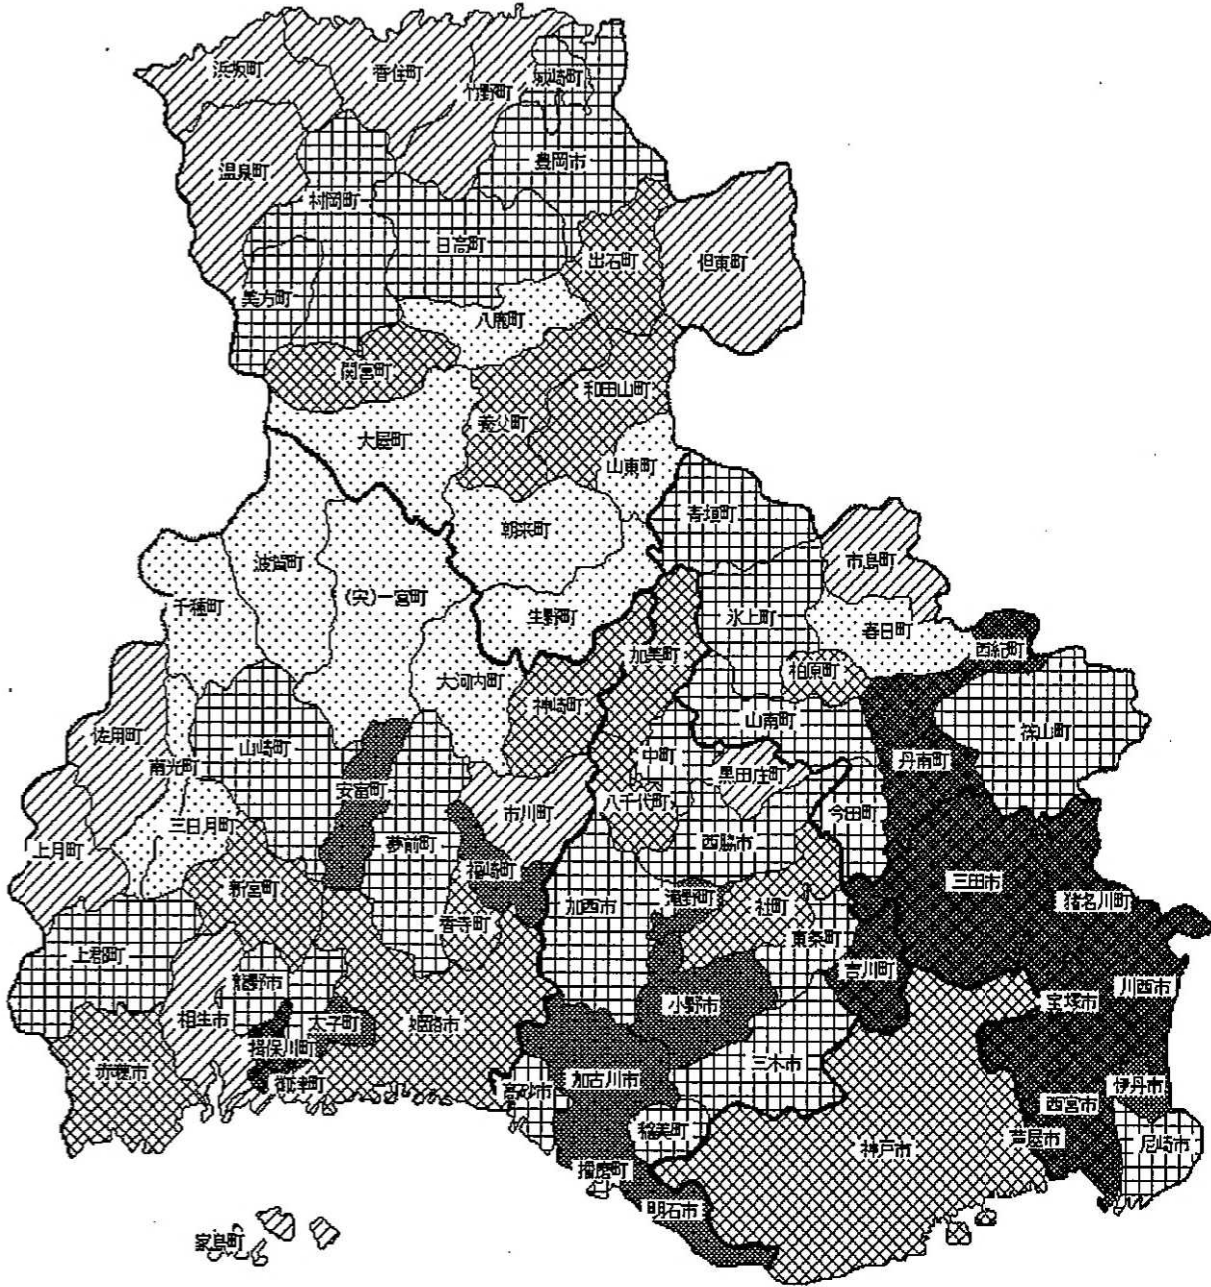 浜坂町
香住町
竹野町
城崎町
温泉町
豊岡市
村岡町
日高町
出石町
但東町
美方町
八鹿町
関宮町
和田山町
養父町
大屋町
山東町
青垣町
朝来町
波賀町
市島町
千種町
(宍)一宮町
生野町
氷上町
春日町
西紀町
加美町
柏原町
大河内町
神崎町
山南町
篠山町
佐用町
山崎町
中町
丹南町
南光町
黒田庄町
安富町
八千代町
市川町
今田町
三日月町
夢前町
西脇市
上月町
福崎町
三田市
新宮町
滝野町
猪名川町
加西市
社町
香寺町
東条町
上郡町
吉川町
龍野市
川西市
小野市
宝塚市
相生市
太子町
姫路市
揖保川町
三木市
赤穂市
御津町
加古川市
伊丹市
高砂市
西宮市
稲美町
芦屋市
尼崎市
神戸市
播磨町
明石市
家島町